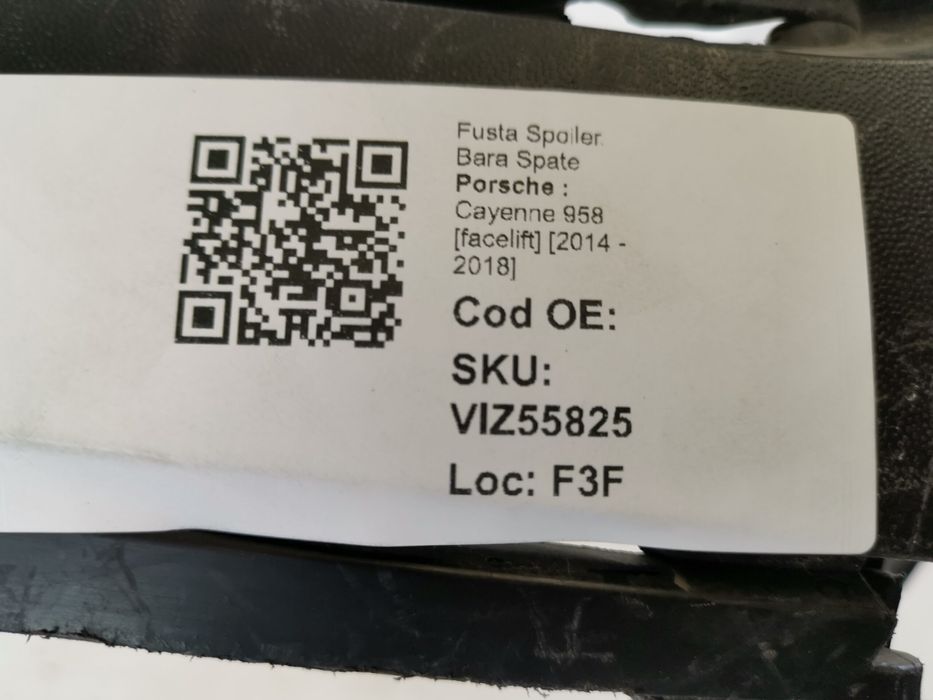 Fusta Spoiler.
Bara Spate
Porsche :
Cayenne 958
[facelift] [2014 -
2018]
Cod OE:
SKU:
VIZ55825
Loc: F3F